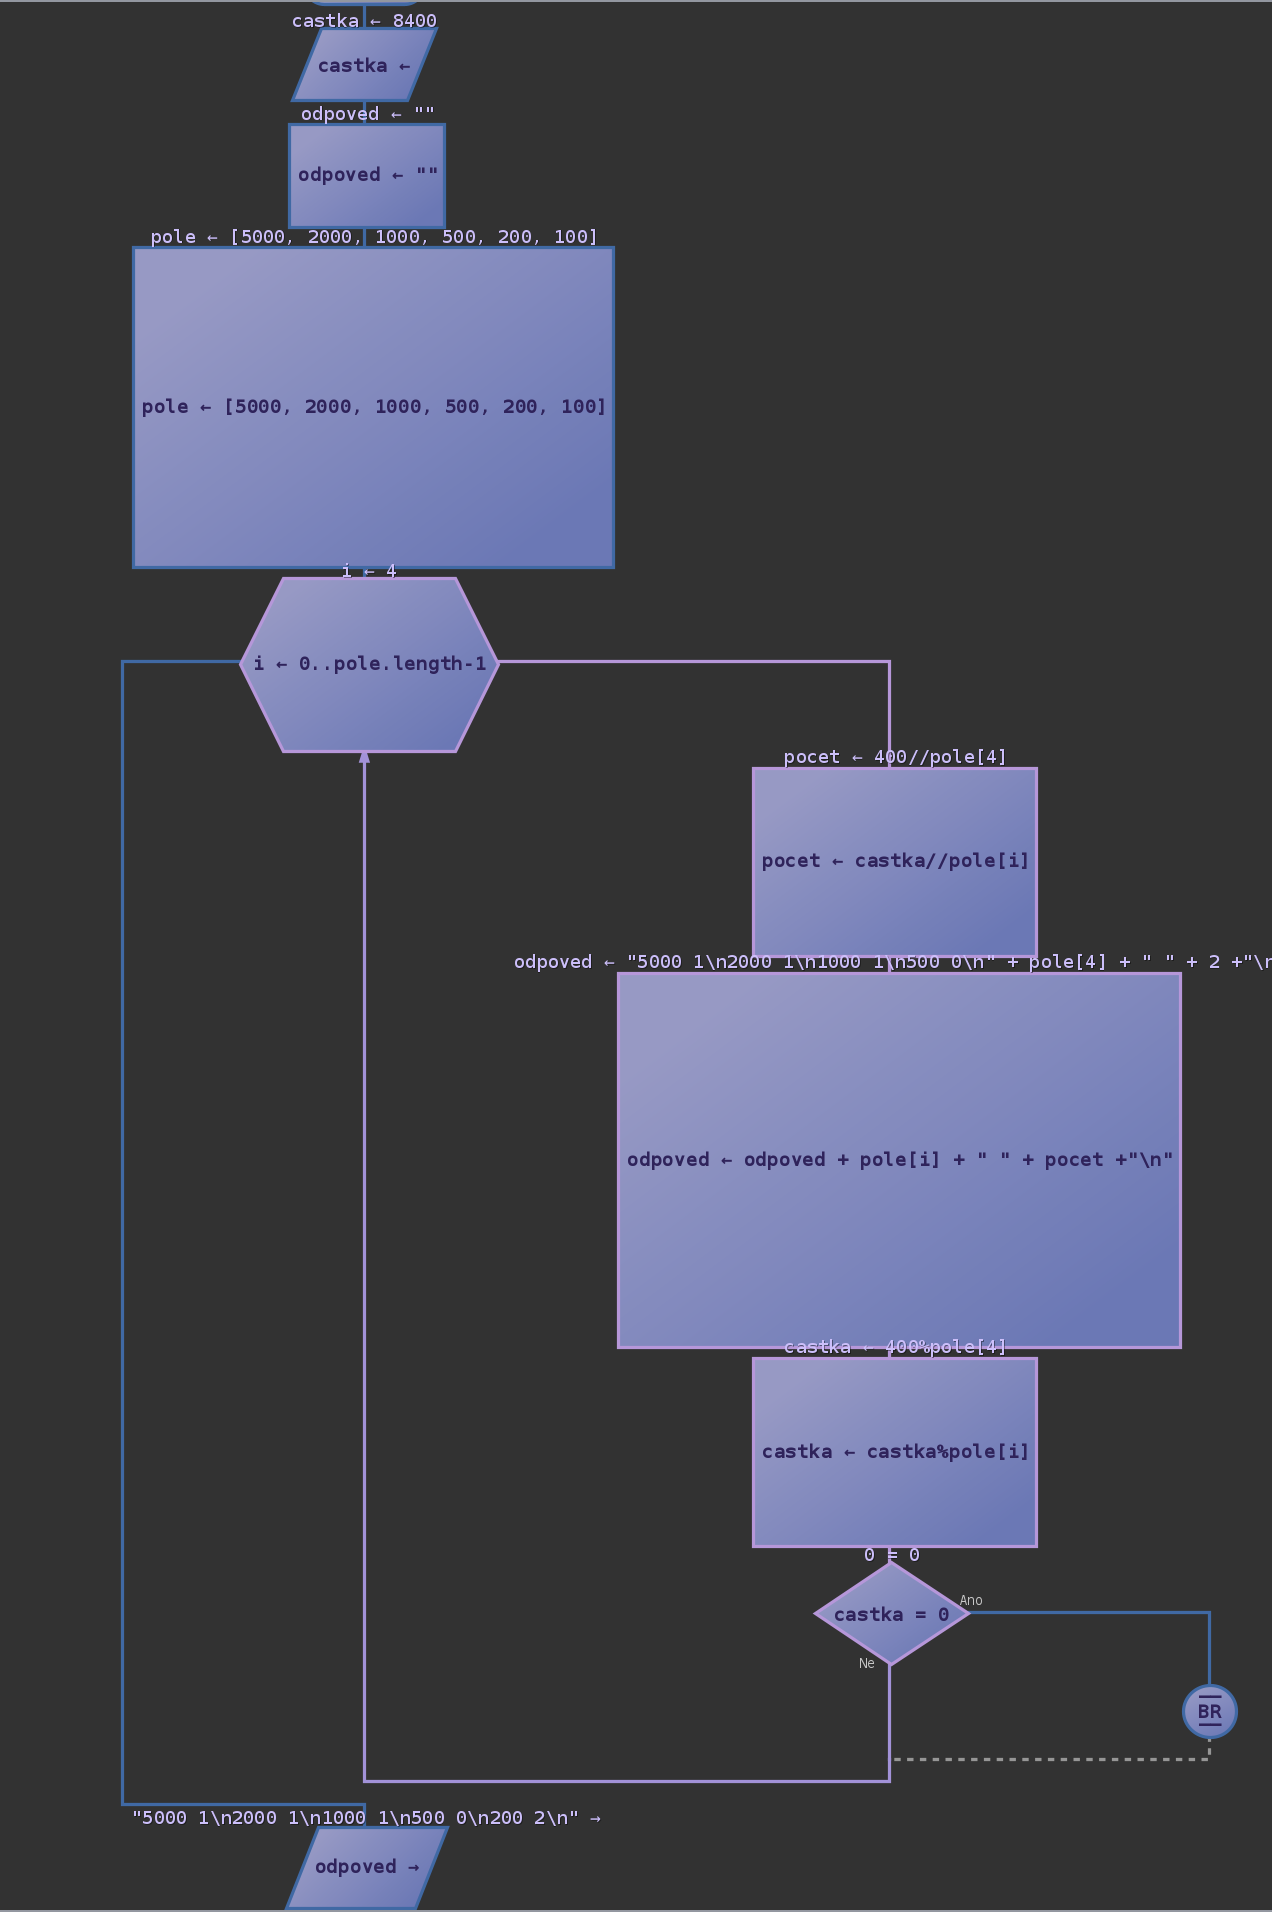 castka ← 8400
castka ←
odpoved ← ""
odpoved ← ""
pole ← [5000, 2000, 1000, 500, 200, 100]
pole ← [5000, 2000, 1000, 500, 200, 100]
i ← 4
i ← 0..pole.length-1
pocet ← 400//pole[4]
pocet ← castka//pole[i]
odpoved ← "5000 1\n2000 1\n1000 1\n500 0\n" + pole[4] + " " + 2 +"\n
odpoved ← odpoved + pole[i] + " " + pocet +"\n"
castka ← 400%pole[4]
castka ← castka%pole[i]
0 = 0
Ano
castka = 0
Ne
BR
"5000 1\n2000 1\n1000 1\n500 0\n200 2\n" →
odpoved →